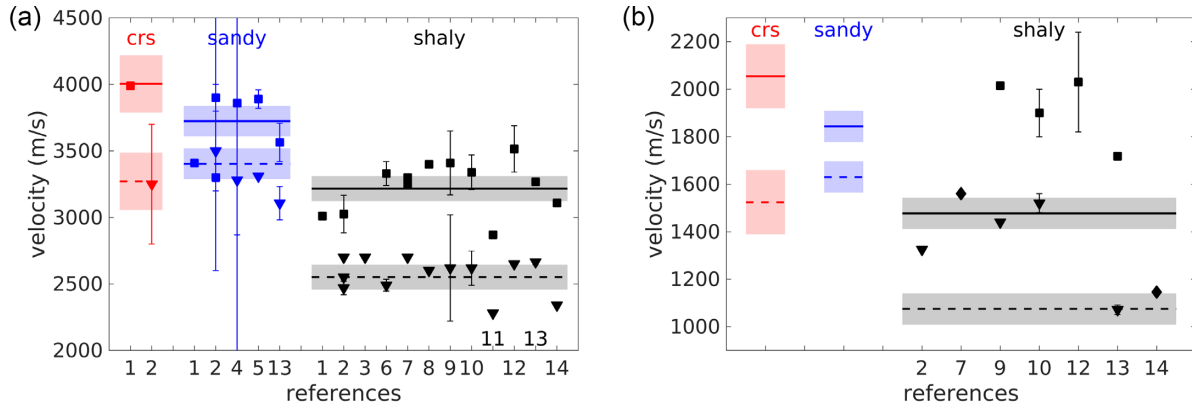 (a)
velocity (m/s)
4500
4000
3500
3000
2500
2000
crs
sandy
shaly
11
13
1 2 1 2 4 5 13 1 2 3 6 7 8 9 10 12 14
references
(b)
velocity (m/s)
2200
2000
1800
1600
1400
1200
1000
crs
sandy
shaly
2 7 9 10 12 13 14
references